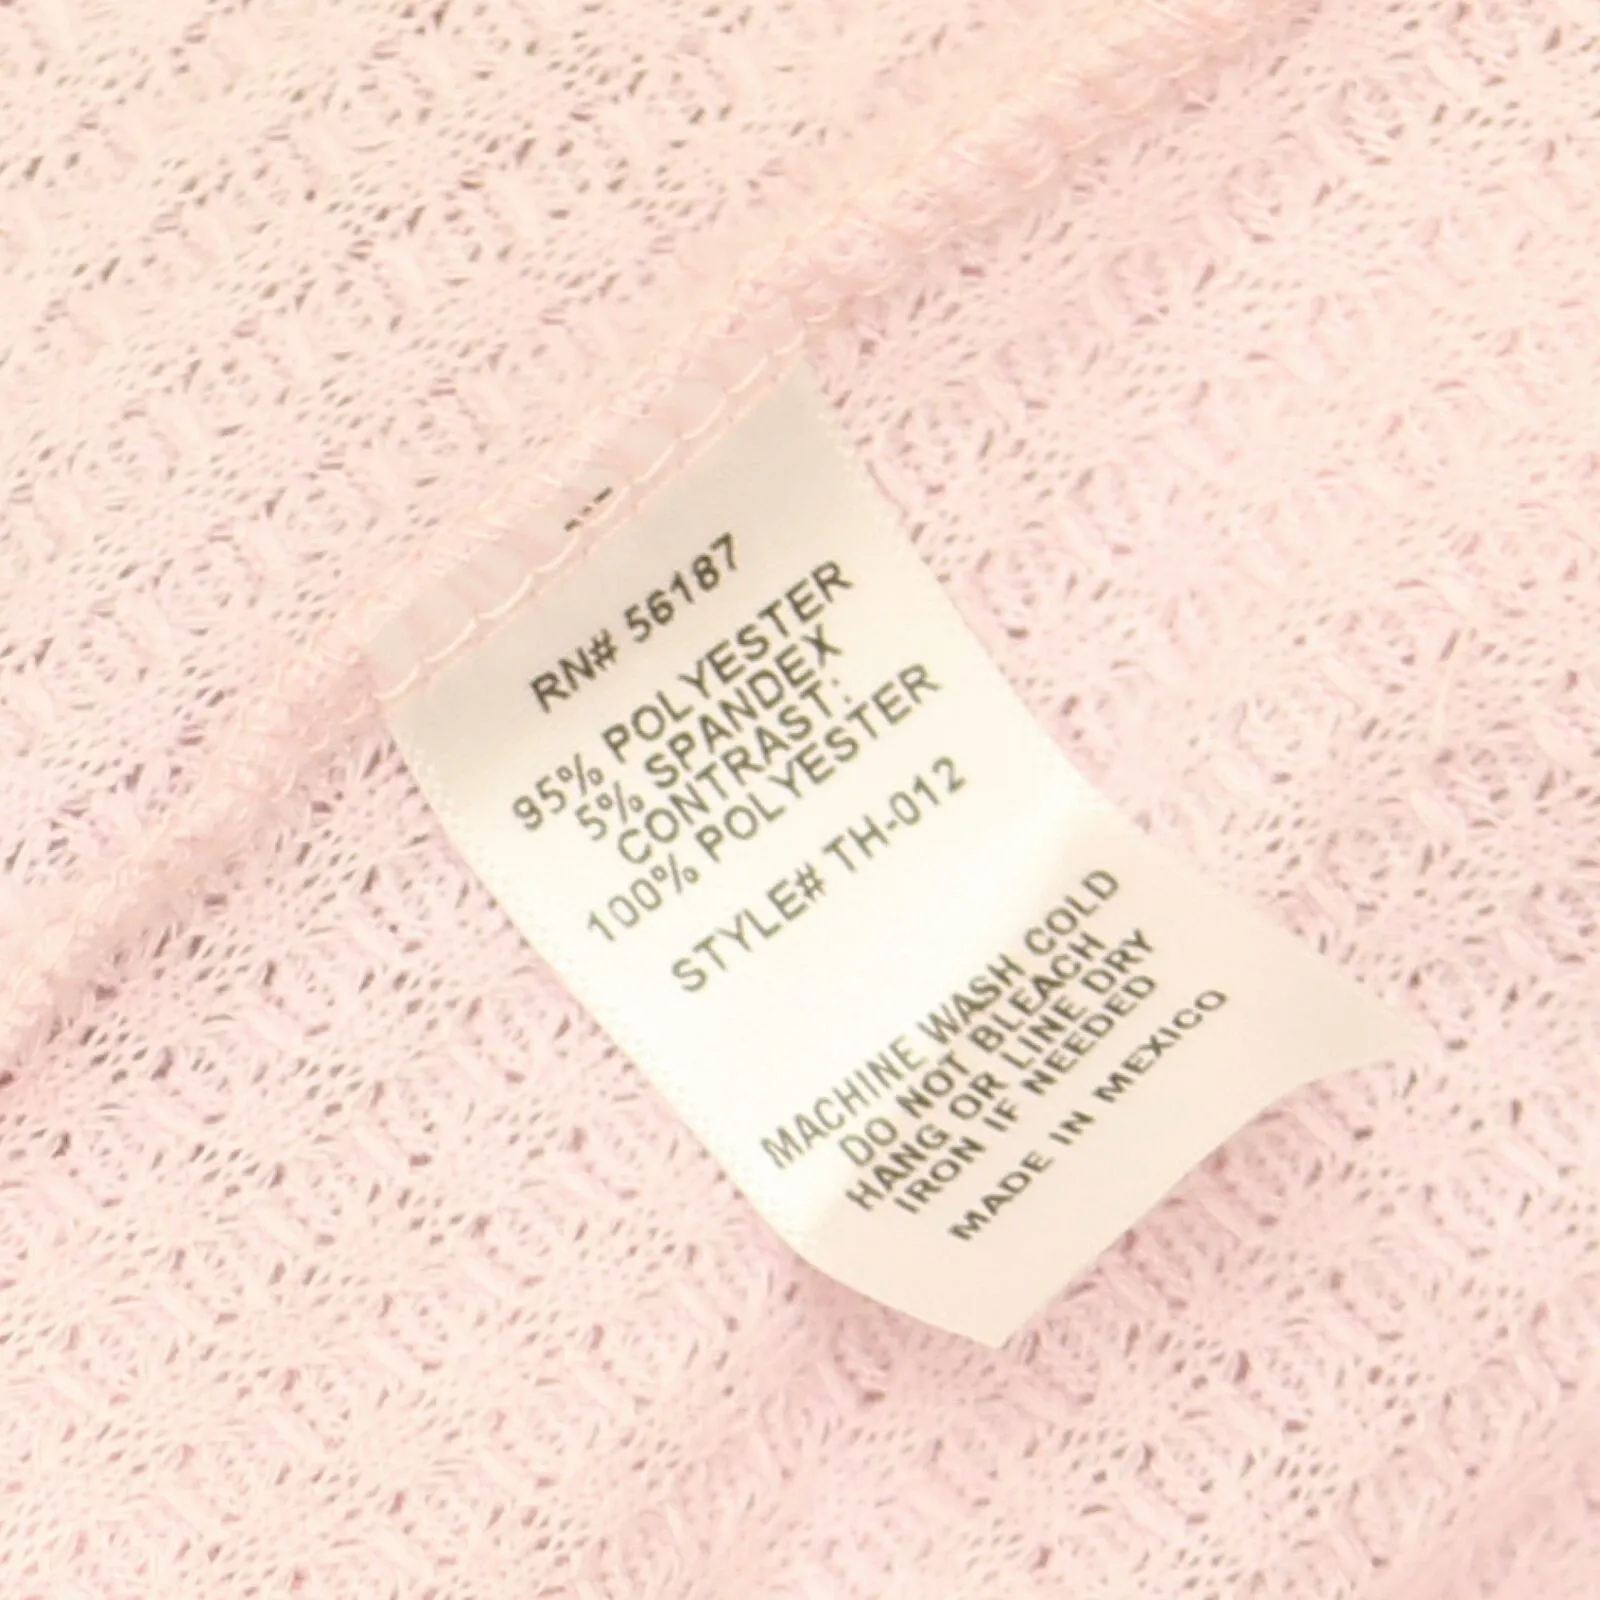 RN# 56187
95% POLYESTER
5% SPANDEX
CONTRAST:
100% POLYESTER
STYLE# TH-012
MACHINE WASH COLD
DO NOT BLEACH
HANG OR LINE DRY
IRON IF NEEDED
MADE IN MEXICO